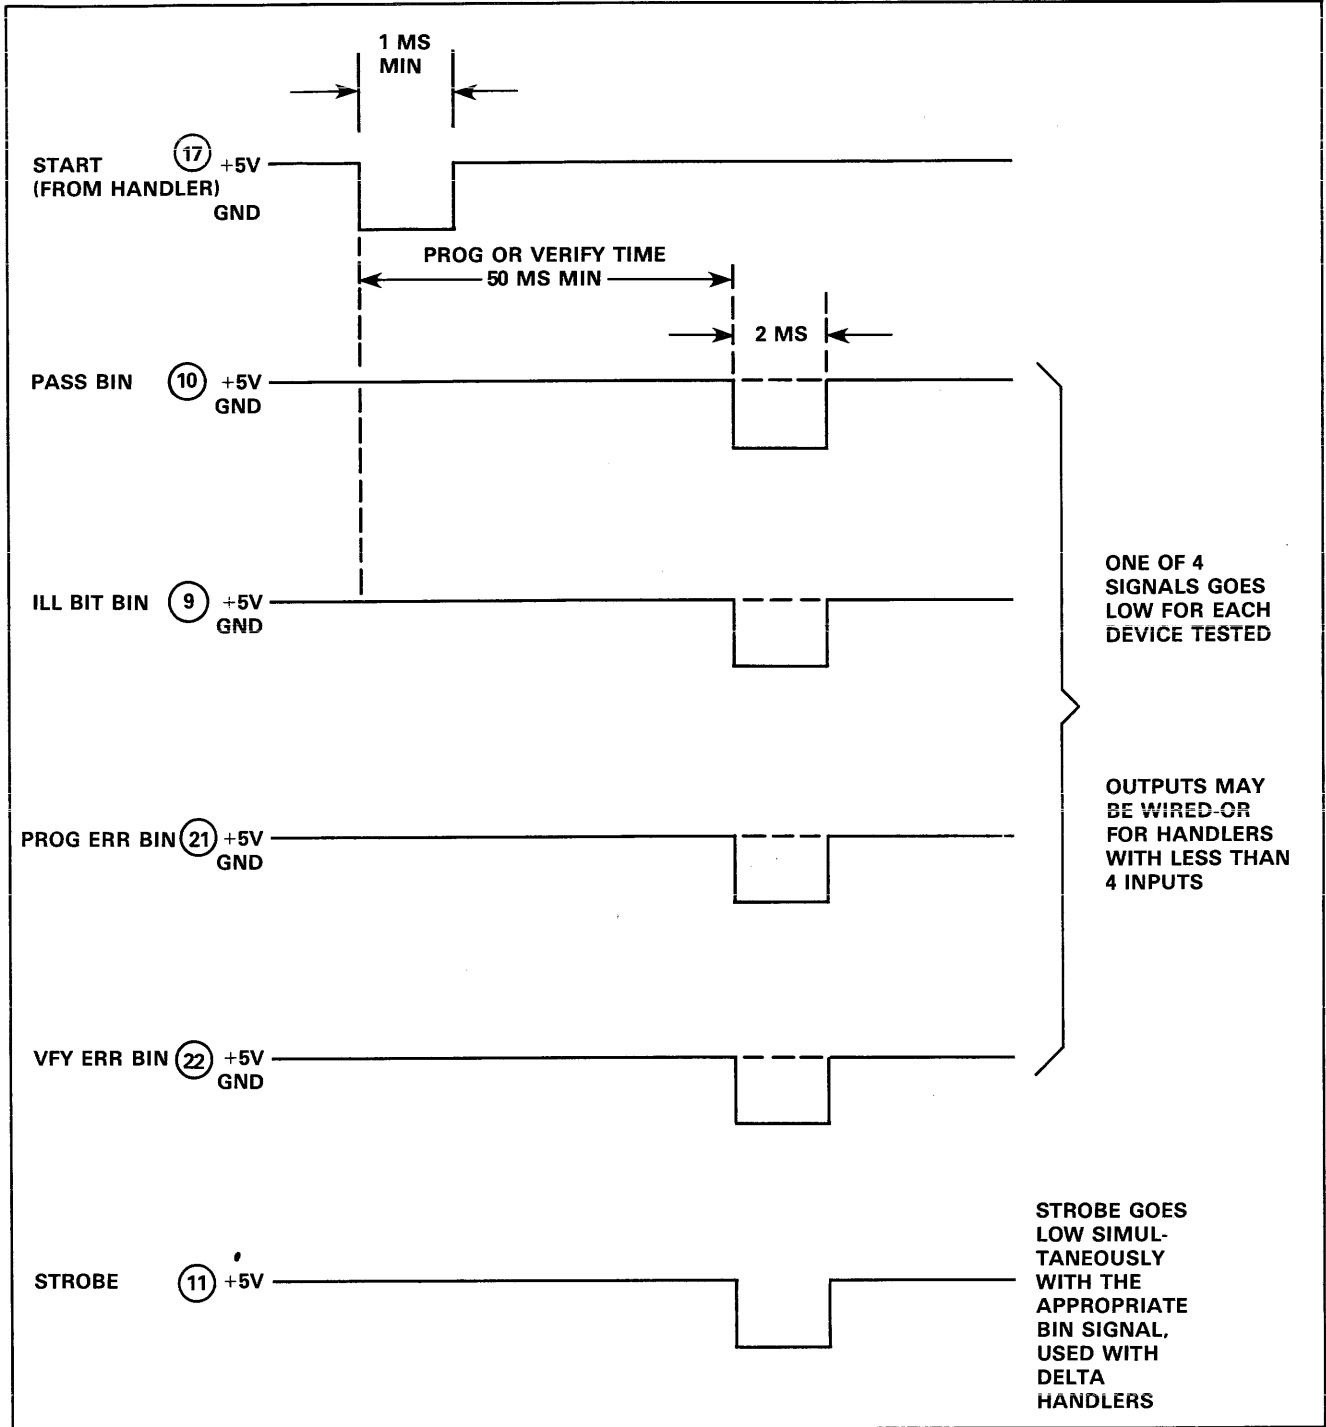 1 MS
MIN
START 17 +5V
(FROM HANDLER)
GND
PROG OR VERIFY TIME
50 MS MIN
2 MS
PASS BIN 10 +5V
GND
ILL BIT BIN 9 +5V
GND
ONE OF 4
SIGNALS GOES
LOW FOR EACH
DEVICE TESTED
OUTPUTS MAY
BE WIRED-OR
FOR HANDLERS
WITH LESS THAN
4 INPUTS
PROG ERR BIN 21 +5V
GND
VFY ERR BIN 22 +5V
GND
STROBE 11 +5V
STROBE GOES
LOW SIMUL-
TANEOUSLY
WITH THE
APPROPRIATE
BIN SIGNAL,
USED WITH
DELTA
HANDLERS